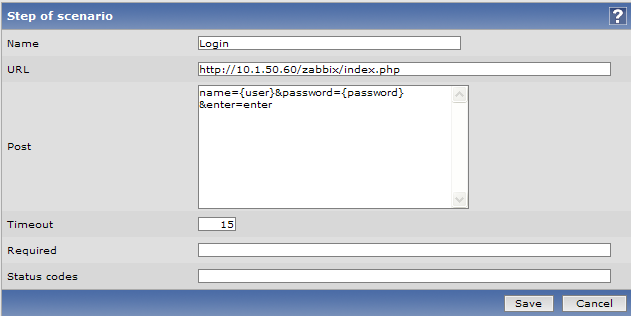 Step of scenario ?
Name Login
URL http://10.1.50.60/zabbix/index.php
Post name={user}&password={password}
&enter=enter
Timeout 15
Required
Status codes
Save Cancel